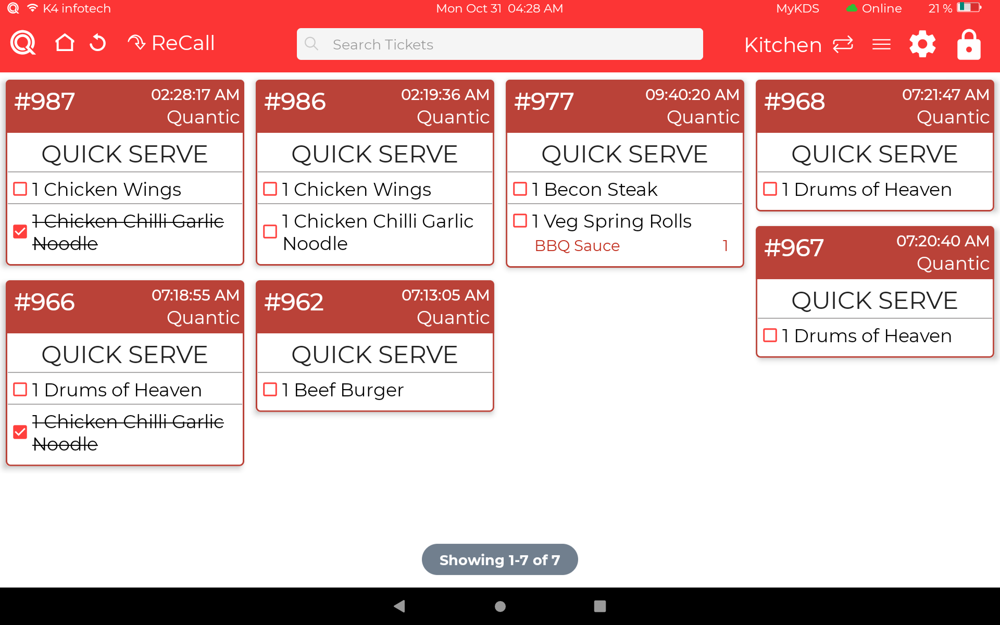 K4 infotech
Mon Oct 31 04:28 AM
MyKDS
Online
21 %
ReCall
Search Tickets
Kitchen
#987
02:28:17 AM
Quantic
QUICK SERVE
1 Chicken Wings
1 Chicken Chilli Garlic
Noodle
#986
02:19:36 AM
Quantic
QUICK SERVE
1 Chicken Wings
1 Chicken Chilli Garlic
Noodle
#977
09:40:20 AM
Quantic
QUICK SERVE
1 Becon Steak
1 Veg Spring Rolls
BBQ Sauce 1
#968
07:21:47 AM
Quantic
QUICK SERVE
1 Drums of Heaven
#967
07:20:40 AM
Quantic
QUICK SERVE
1 Drums of Heaven
#966
07:18:55 AM
Quantic
QUICK SERVE
1 Drums of Heaven
1 Chicken Chilli Garlic
Noodle
#962
07:13:05 AM
Quantic
QUICK SERVE
1 Beef Burger
Showing 1-7 of 7